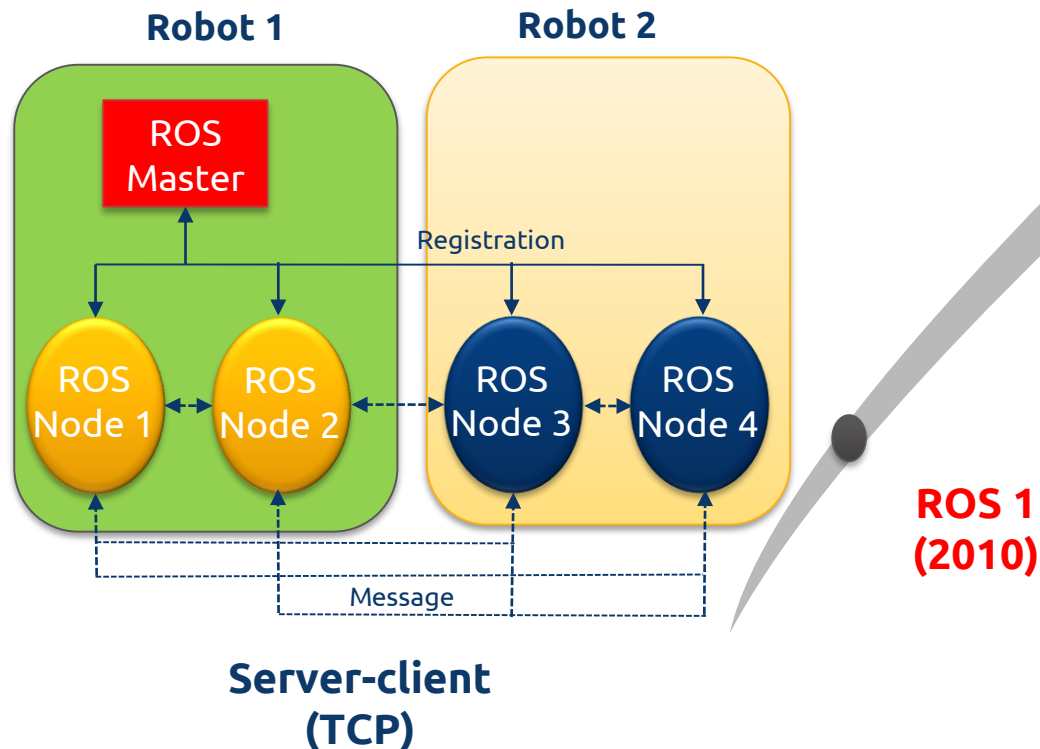 Robot 1
Robot 2
ROS
Master
Registration
ROS
Node 1
ROS
Node 2
ROS
Node 3
ROS
Node 4
Message
Server-client
(TCP)
ROS 1
(2010)